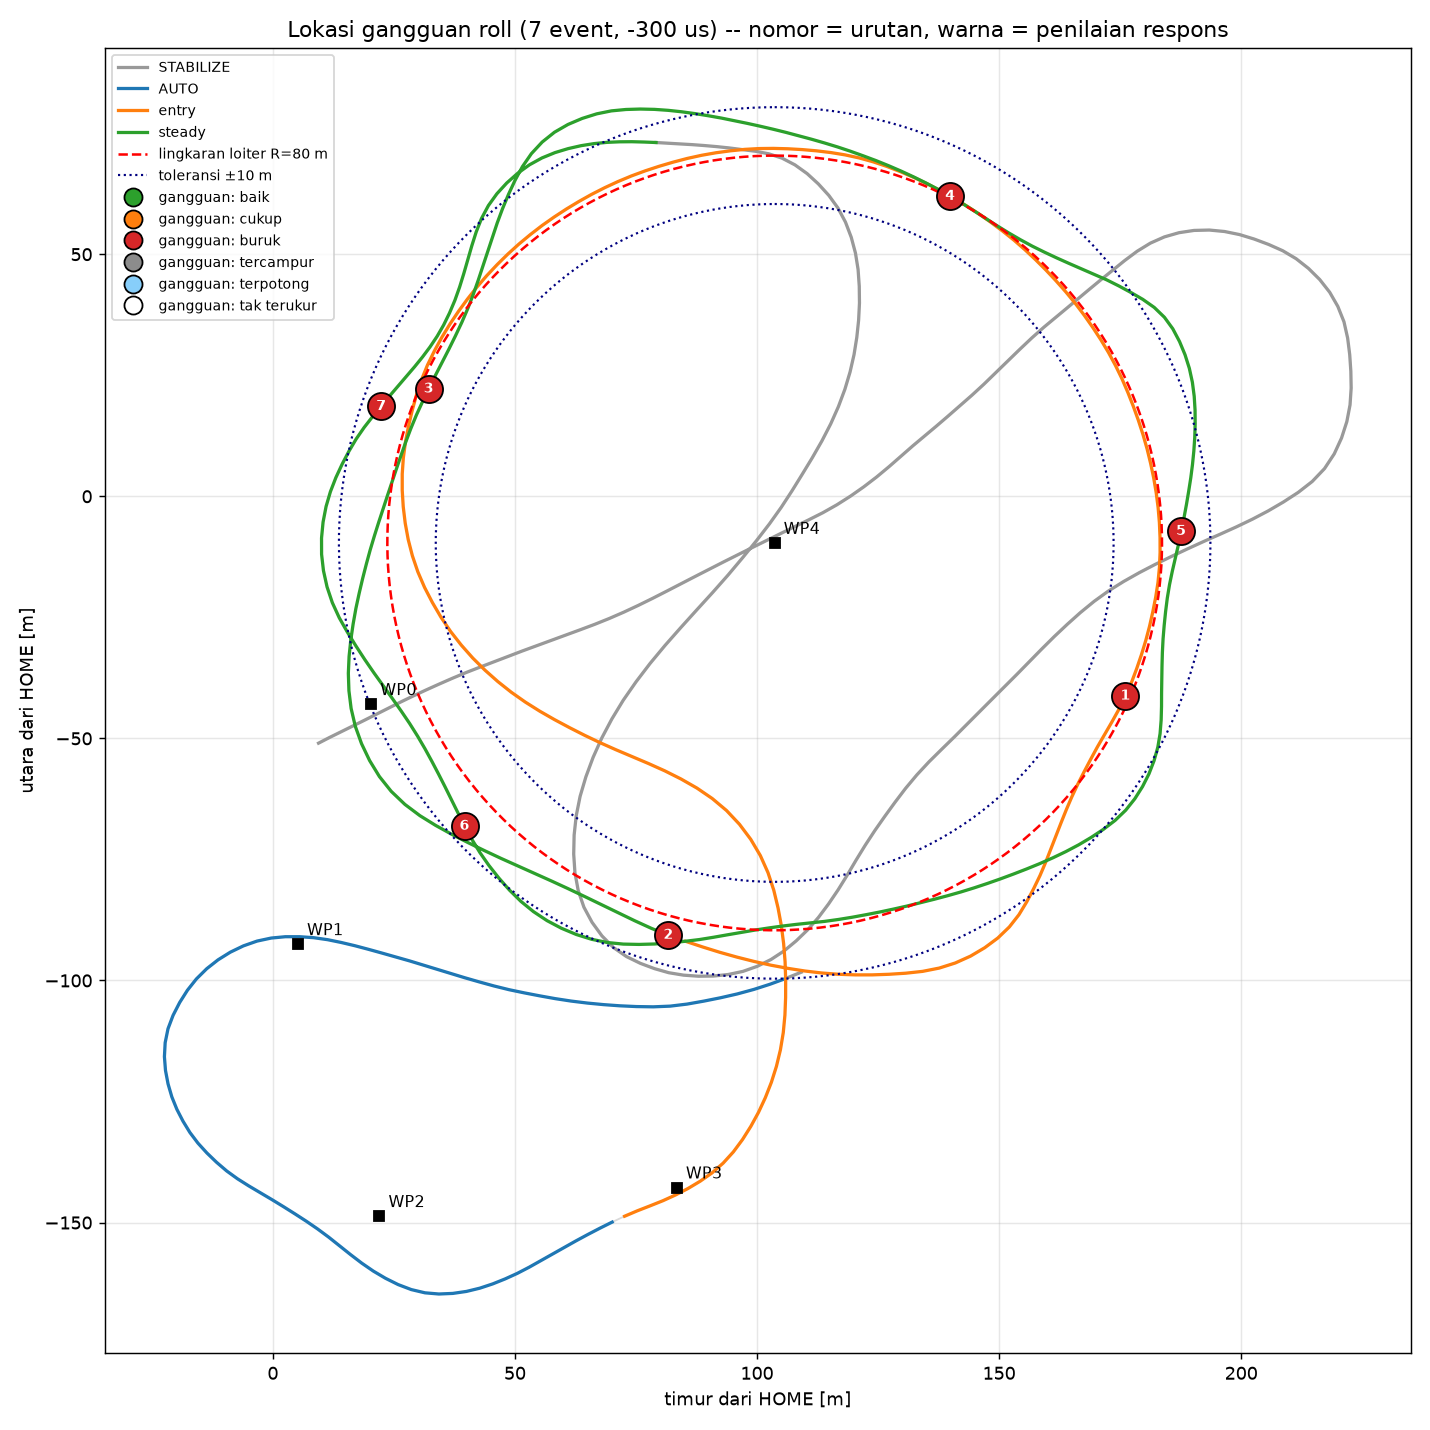 Lokasi gangguan roll (7 event, -300 us) -- nomor = urutan, warna = penilaian respons
STABILIZE
AUTO
entry
steady
lingkaran loiter R=80 m
toleransi ±10 m
gangguan: baik
gangguan: cukup
gangguan: buruk
gangguan: tercampur
gangguan: terpotong
gangguan: tak terukur
4
3
7
5
WP4
1
WP0
6
2
WP1
WP3
WP2
50
0
−50
−100
−150
utara dari HOME [m]
0
50
100
150
200
timur dari HOME [m]